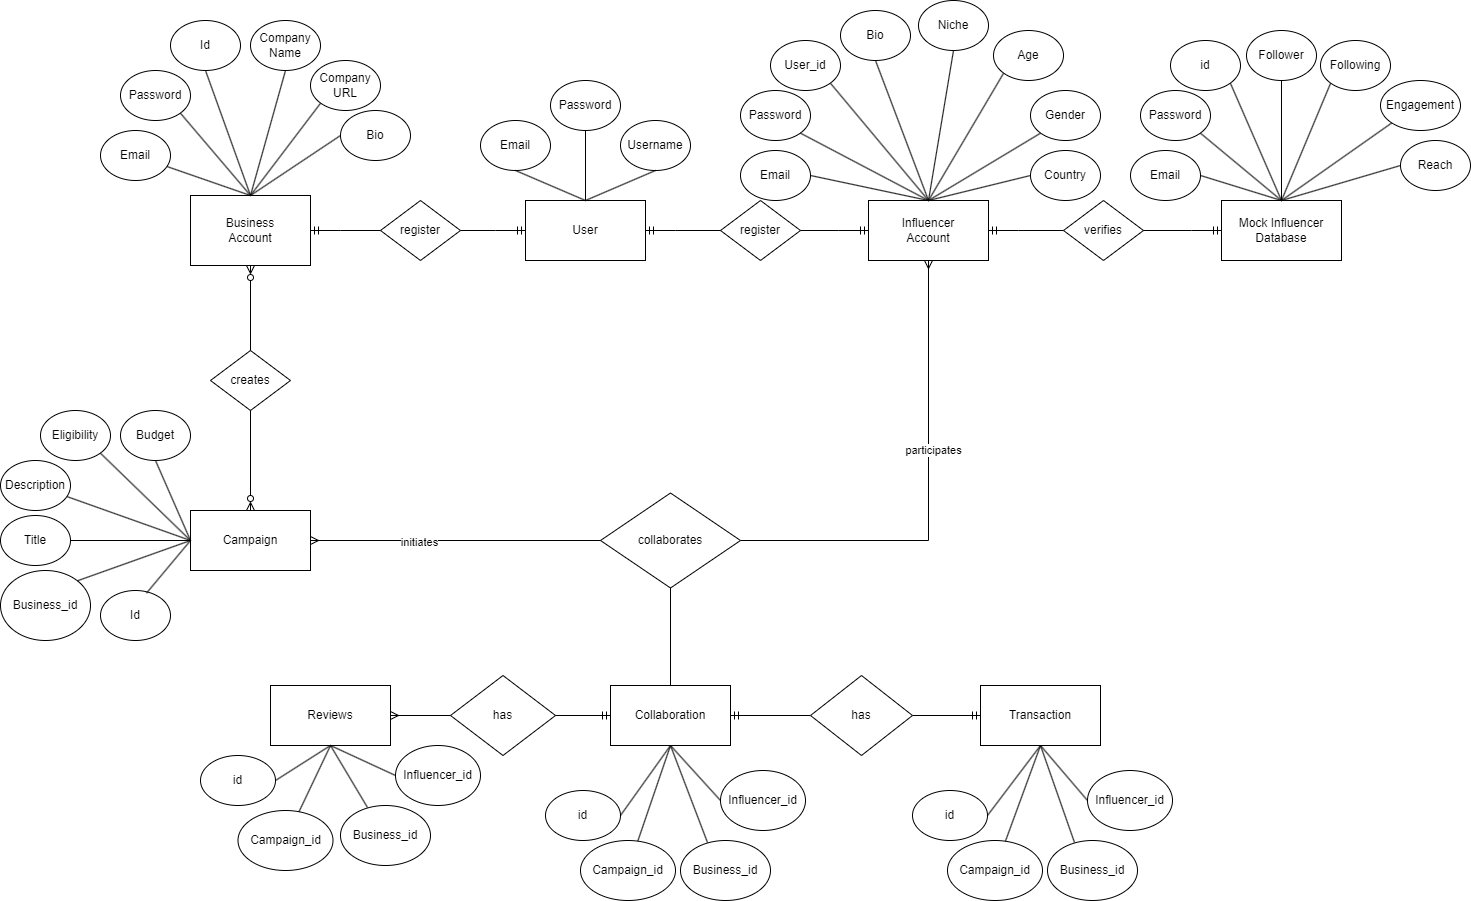 Id
Company
Name
Company
URL
Password
Bio
Email
Password
Email
Username
Niche
Bio
Age
User_id
Password
Gender
Email
Country
Follower
id
Following
Password
Engagement
Email
Reach
Business
Account
register
User
register
Influencer
Account
verifies
Mock Influencer
Database
creates
participates
Eligibility
Budget
Description
Title
Campaign
initiates
collaborates
Business_id
Id
Reviews
has
Collaboration
has
Transaction
id
Influencer_id
Campaign_id
Business_id
id
Influencer_id
Campaign_id
Business_id
id
Influencer_id
Campaign_id
Business_id